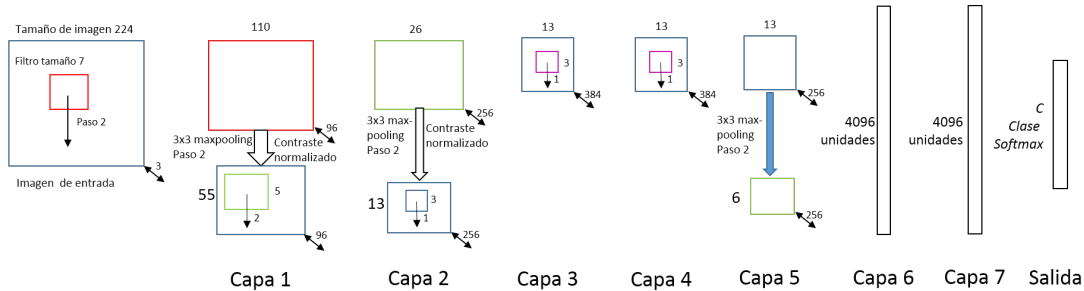 Tamaño de imagen 224
Filtro tamaño 7
Paso 2
3
Imagen de entrada
110
96
3x3 maxpooling
Paso 2
Contraste
normalizado
55
5
2
96
Capa 1
26
256
3x3 max-
pooling
Paso 2
Contraste
normalizado
13
3
1
256
Capa 2
13
3
1
384
Capa 3
13
3
1
384
Capa 4
13
256
3x3 max-
pooling
Paso 2
6
256
Capa 5
4096
unidades
Capa 6
4096
unidades
Capa 7
C
Clase
Softmax
Salida